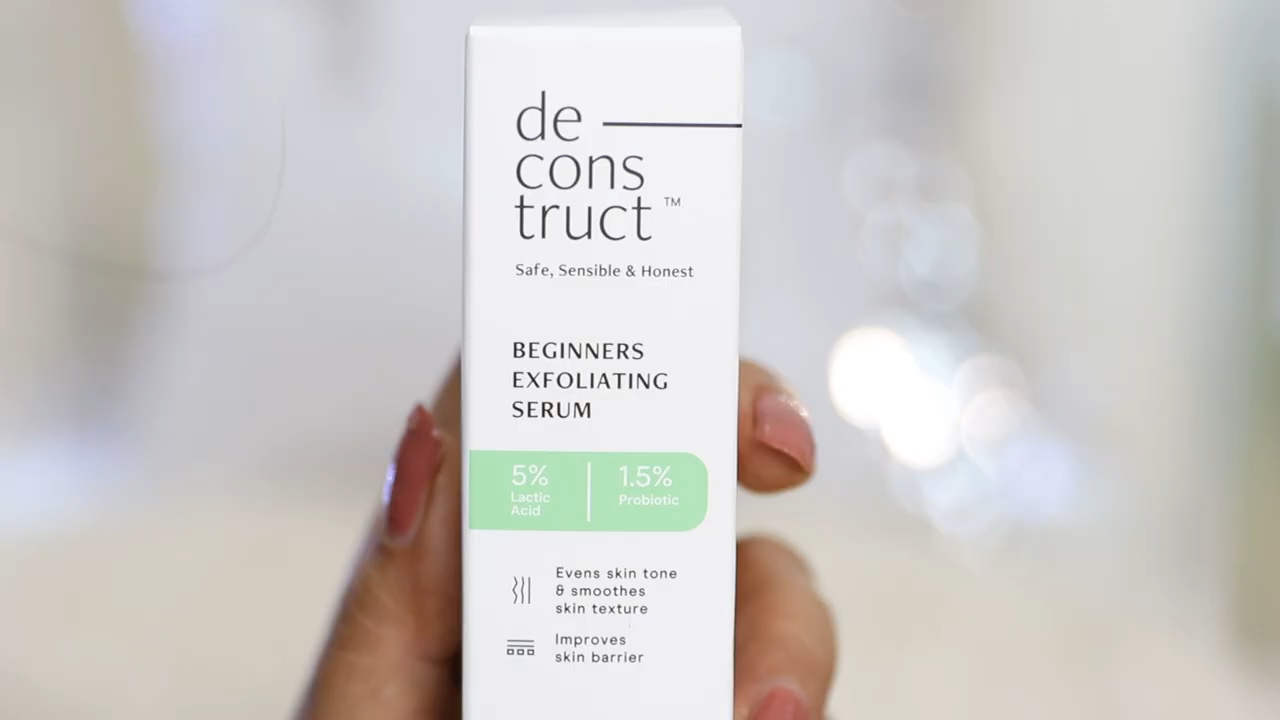 de
cons
truct™
Safe, Sensible & Honest
BEGINNERS
EXFOLIATING
SERUM
5%
Lactic
Acid
1.5%
Probiotic
Evens skin tone
& smoothes
skin texture
Improves
skin barrier